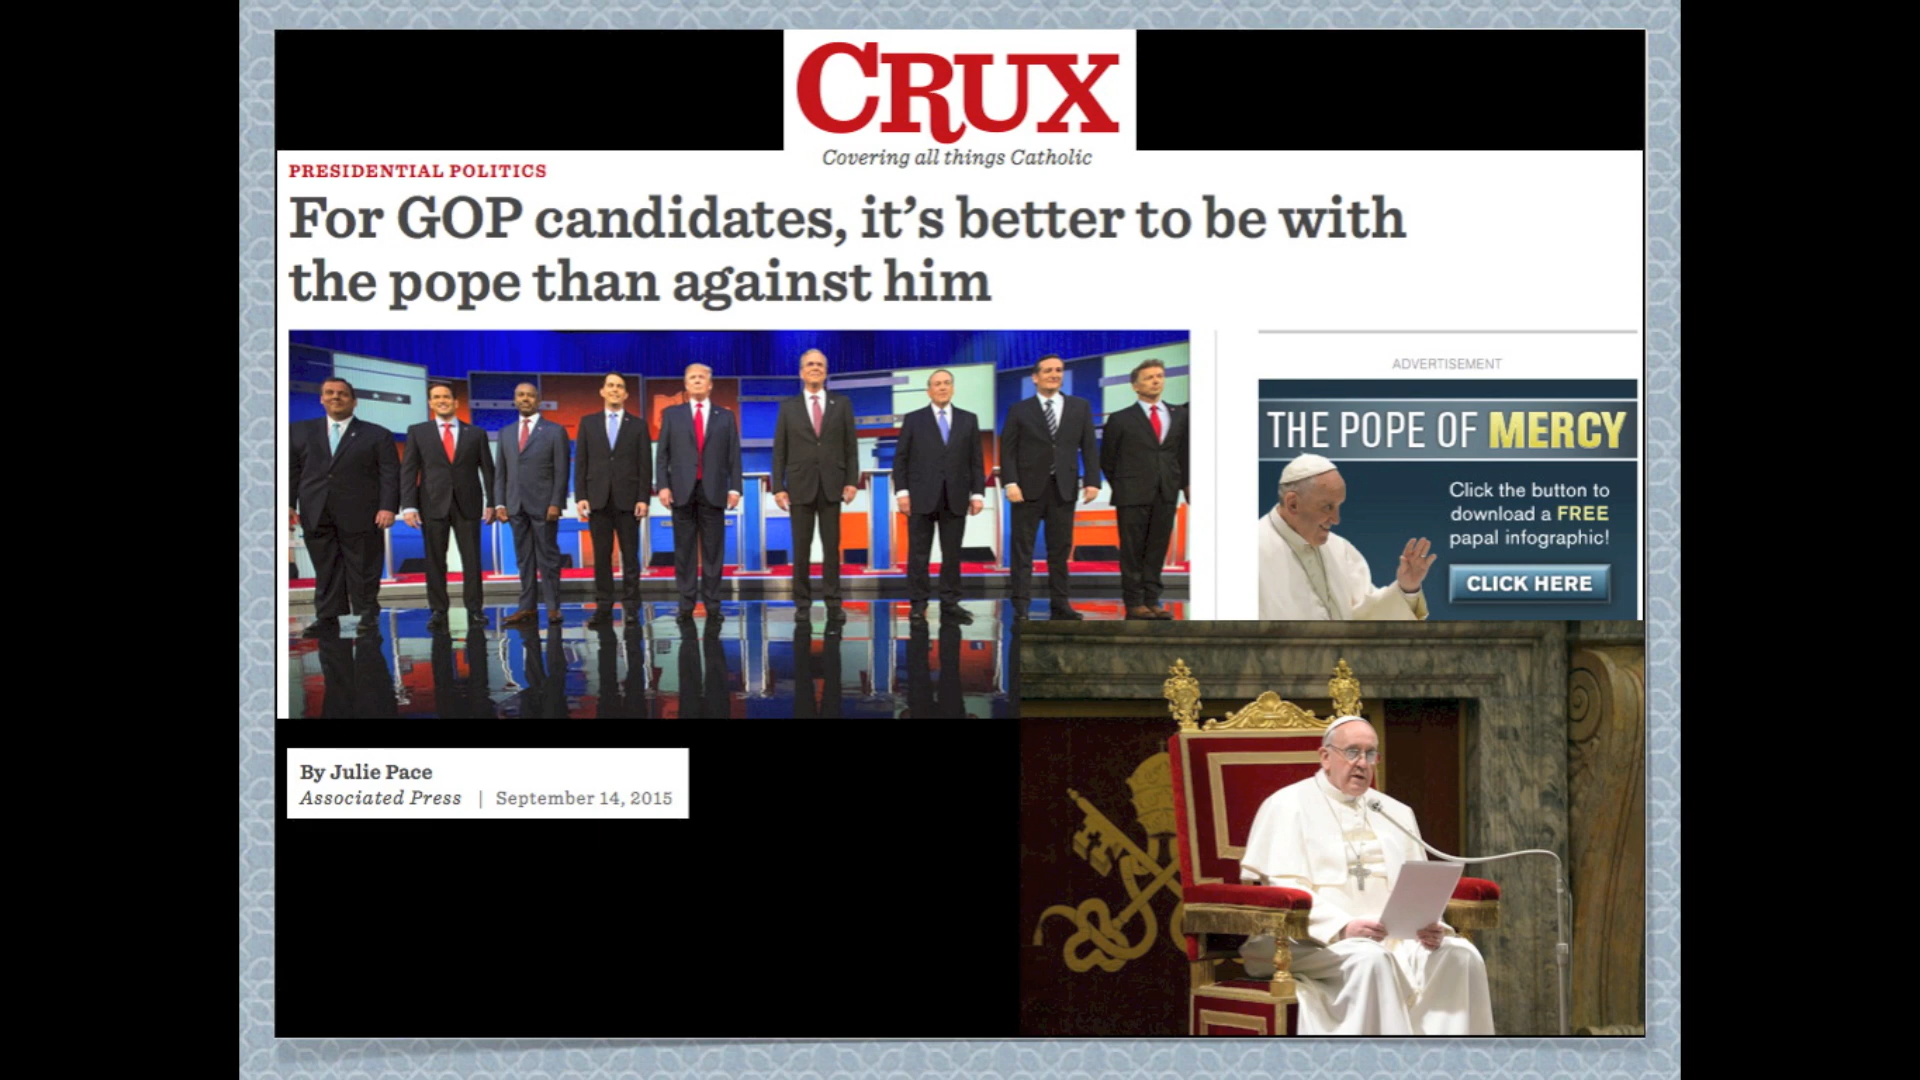 CRUX
Covering all things Catholic
PRESIDENTIAL POLITICS
For GOP candidates, it’s better to be with
the pope than against him
ADVERTISEMENT
THE POPE OF MERCY
Click the button to
download a FREE
papal infographic!
CLICK HERE
By Julie Pace
Associated Press | September 14, 2015